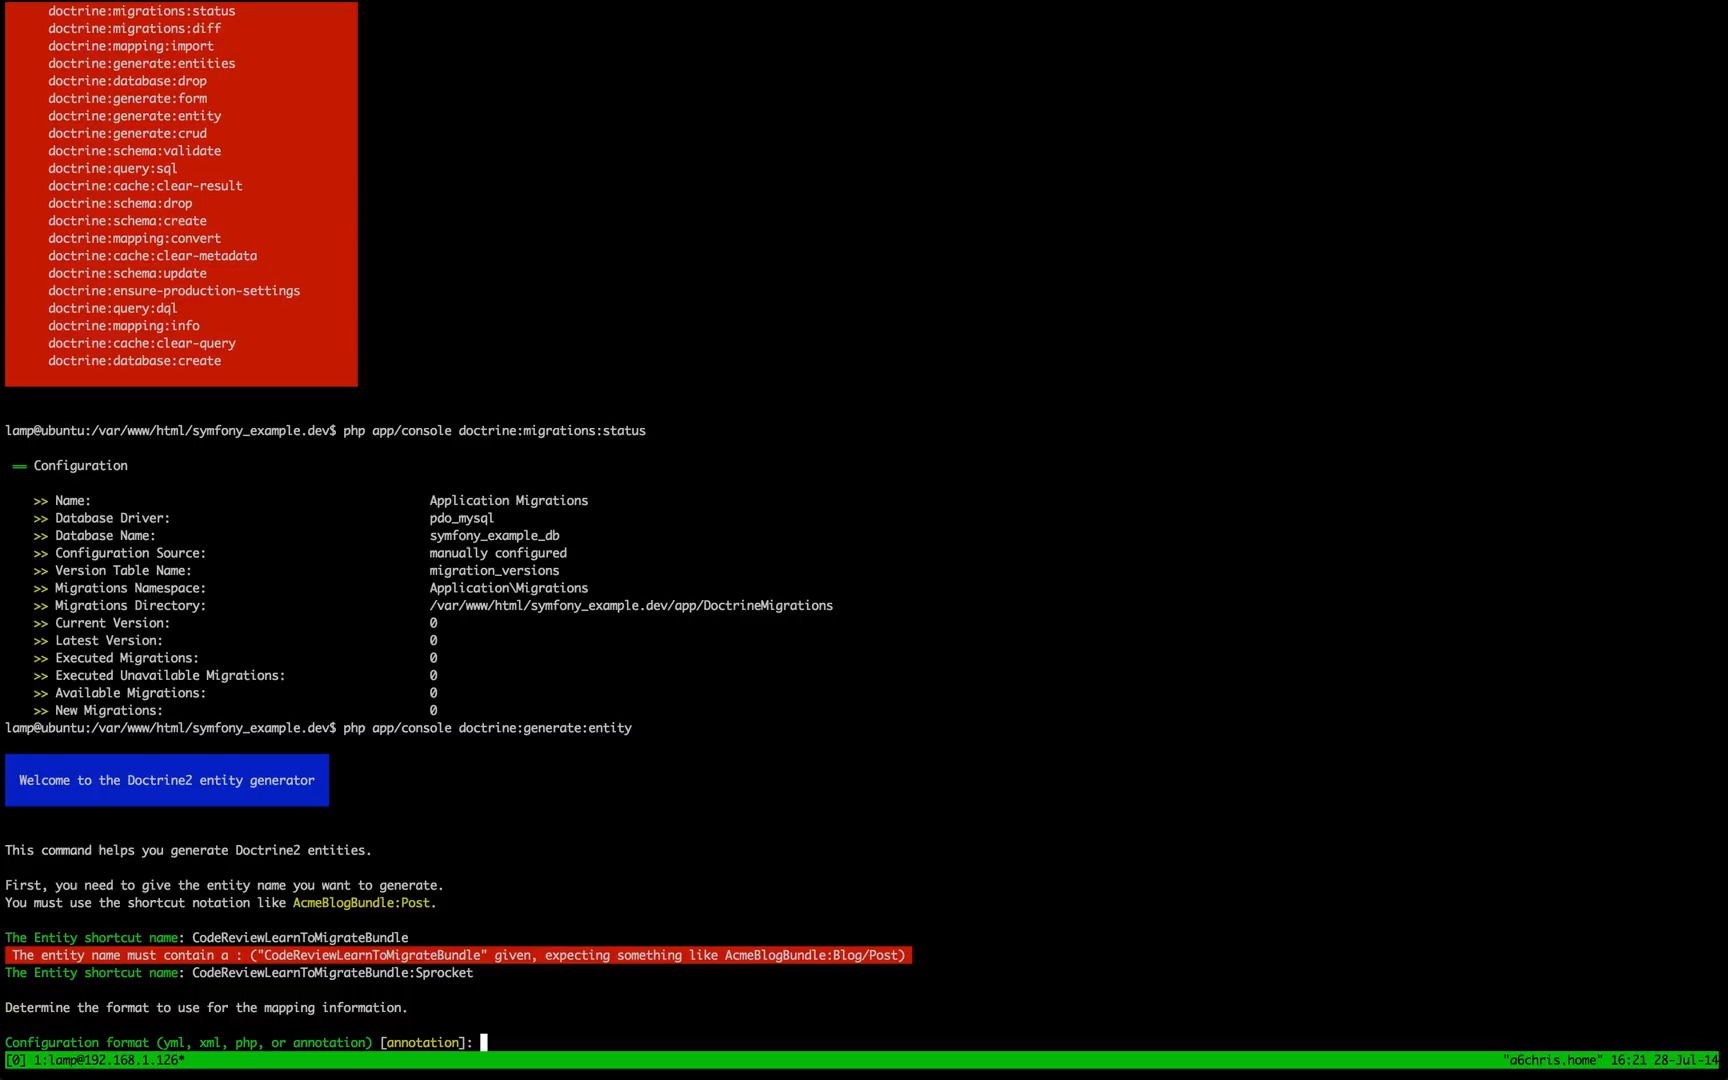 doctrine:migrations:status
doctrine:migrations:diff
doctrine:mapping:import
doctrine:generate:entities
doctrine:database:drop
doctrine:generate:form
doctrine:generate:entity
doctrine:generate:crud
doctrine:schema:validate
doctrine:query:sql
doctrine:cache:clear-result
doctrine:schema:drop
doctrine:schema:create
doctrine:mapping:convert
doctrine:cache:clear-metadata
doctrine:schema:update
doctrine:ensure-production-settings
doctrine:query:dql
doctrine:mapping:info
doctrine:cache:clear-query
doctrine:database:create
lamp@ubuntu:/var/www/html/symfony_example.dev$ php app/console doctrine:migrations:status
== Configuration
>> Name: Application Migrations
>> Database Driver: pdo_mysql
>> Database Name: symfony_example_db
>> Configuration Source: manually configured
>> Version Table Name: migration_versions
>> Migrations Namespace: Application\Migrations
>> Migrations Directory: /var/www/html/symfony_example.dev/app/DoctrineMigrations
>> Current Version: 0
>> Latest Version: 0
>> Executed Migrations: 0
>> Executed Unavailable Migrations: 0
>> Available Migrations: 0
>> New Migrations: 0
lamp@ubuntu:/var/www/html/symfony_example.dev$ php app/console doctrine:generate:entity
Welcome to the Doctrine2 entity generator
This command helps you generate Doctrine2 entities.
First, you need to give the entity name you want to generate.
You must use the shortcut notation like AcmeBlogBundle:Post.
The Entity shortcut name: CodeReviewLearnToMigrateBundle
The entity name must contain a : ("CodeReviewLearnToMigrateBundle" given, expecting something like AcmeBlogBundle:Blog/Post)
The Entity shortcut name: CodeReviewLearnToMigrateBundle:Sprocket
Determine the format to use for the mapping information.
Configuration format (yml, xml, php, or annotation) [annotation]:
[0] 1:lamp@192.168.1.126* "a6chris.home" 16:21 28-Jul-14